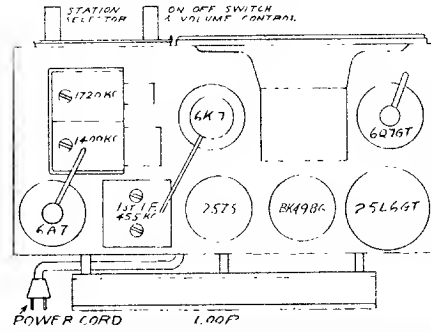 STATION SELECTOR
ON OFF SWITCH & VOLUME CONTROL
1720 KC
1400 KC
6K7
6Q7GT
6A7
1ST I.F. 455 KC
25Z5
BK49BG
25L6GT
POWER CORD
LOOP